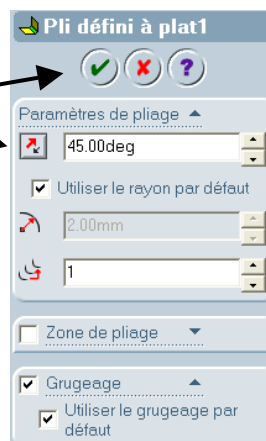 Pli défini à plat1
?
Paramètres de pliage
45.00deg
Utiliser le rayon par défaut
2.00mm
1
Zone de pliage
Grugeage
Utiliser le grugeage par
défaut